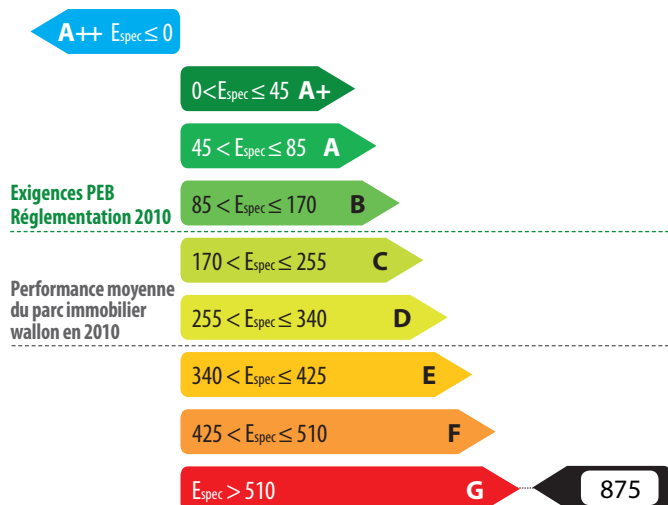 A++ Espec ≤ 0
0<Espec ≤ 45 A+
45 < Espec ≤ 85 A
Exigences PEB
Réglementation 2010
85 < Espec ≤ 170 B
170 < Espec ≤ 255 C
Performance moyenne
du parc immobilier
wallon en 2010
255 < Espec ≤ 340 D
340 < Espec ≤ 425 E
425 < Espec ≤ 510 F
Espec > 510 G 875